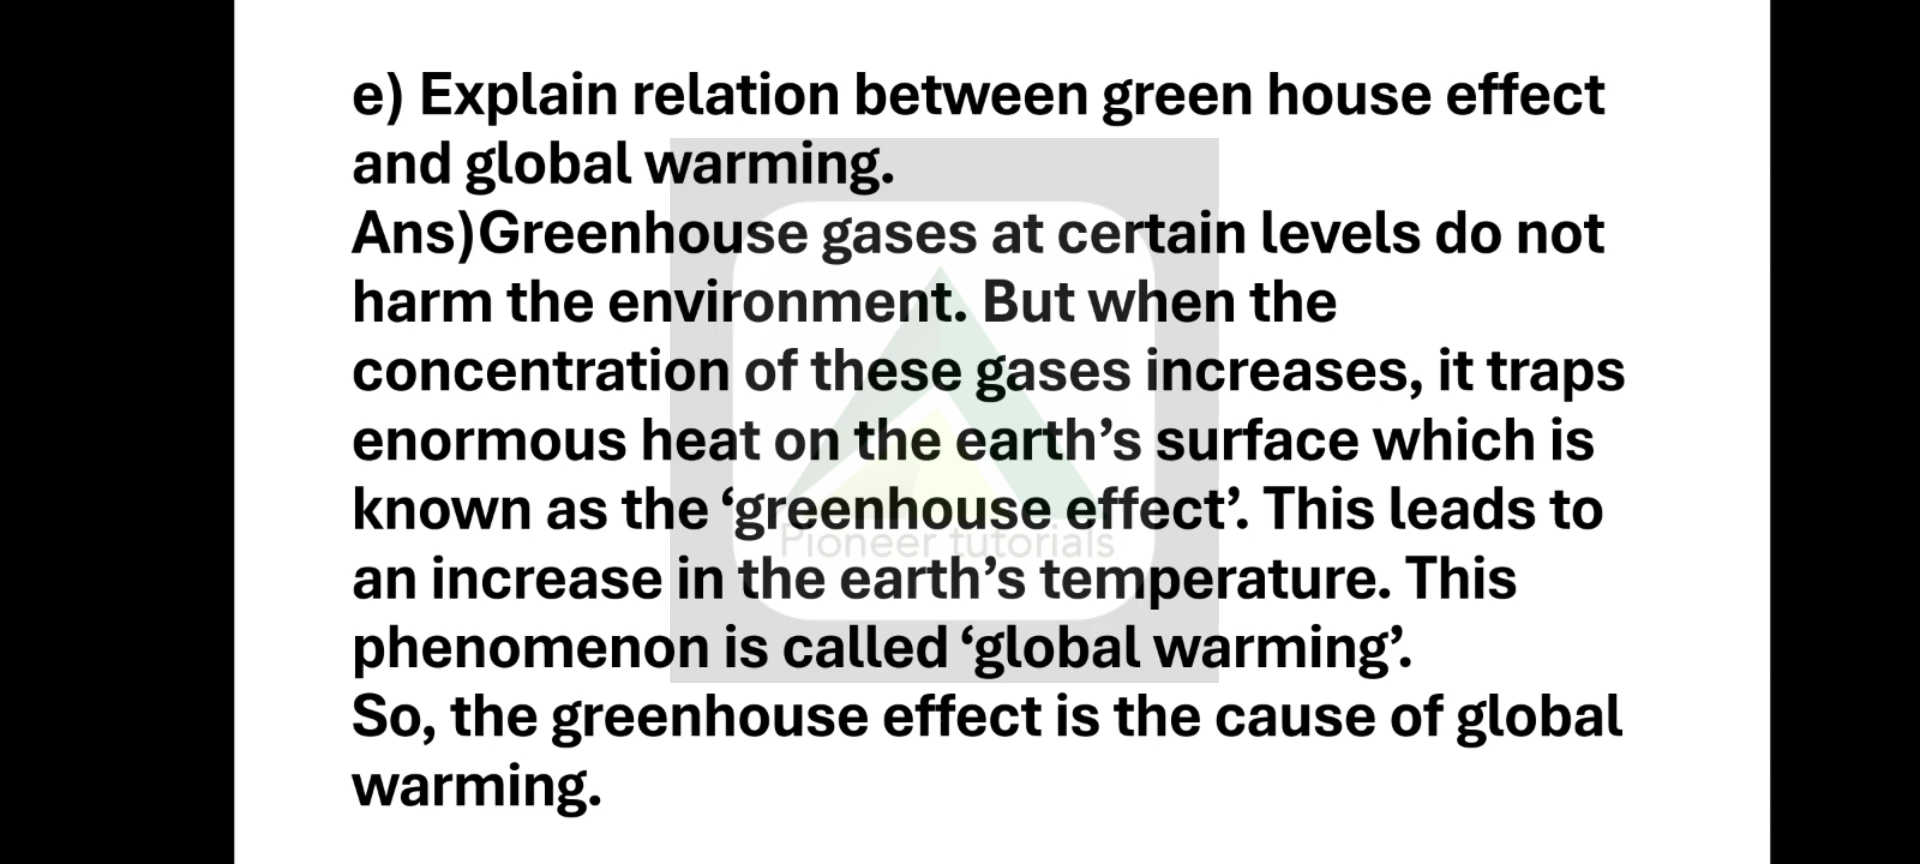 e) Explain relation between green house effect
and global warming.
Ans)Greenhouse gases at certain levels do not
harm the environment. But when the
concentration of these gases increases, it traps
enormous heat on the earth’s surface which is
known as the ‘greenhouse effect’. This leads to
Pioneer tutorials
an increase in the earth’s temperature. This
phenomenon is called ‘global warming’.
So, the greenhouse effect is the cause of global
warming.